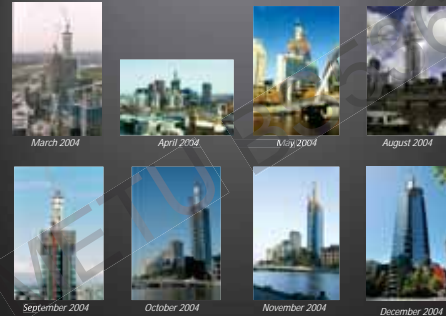 March 2004
April 2004
May 2004
August 2004
September 2004
October 2004
November 2004
December 2004